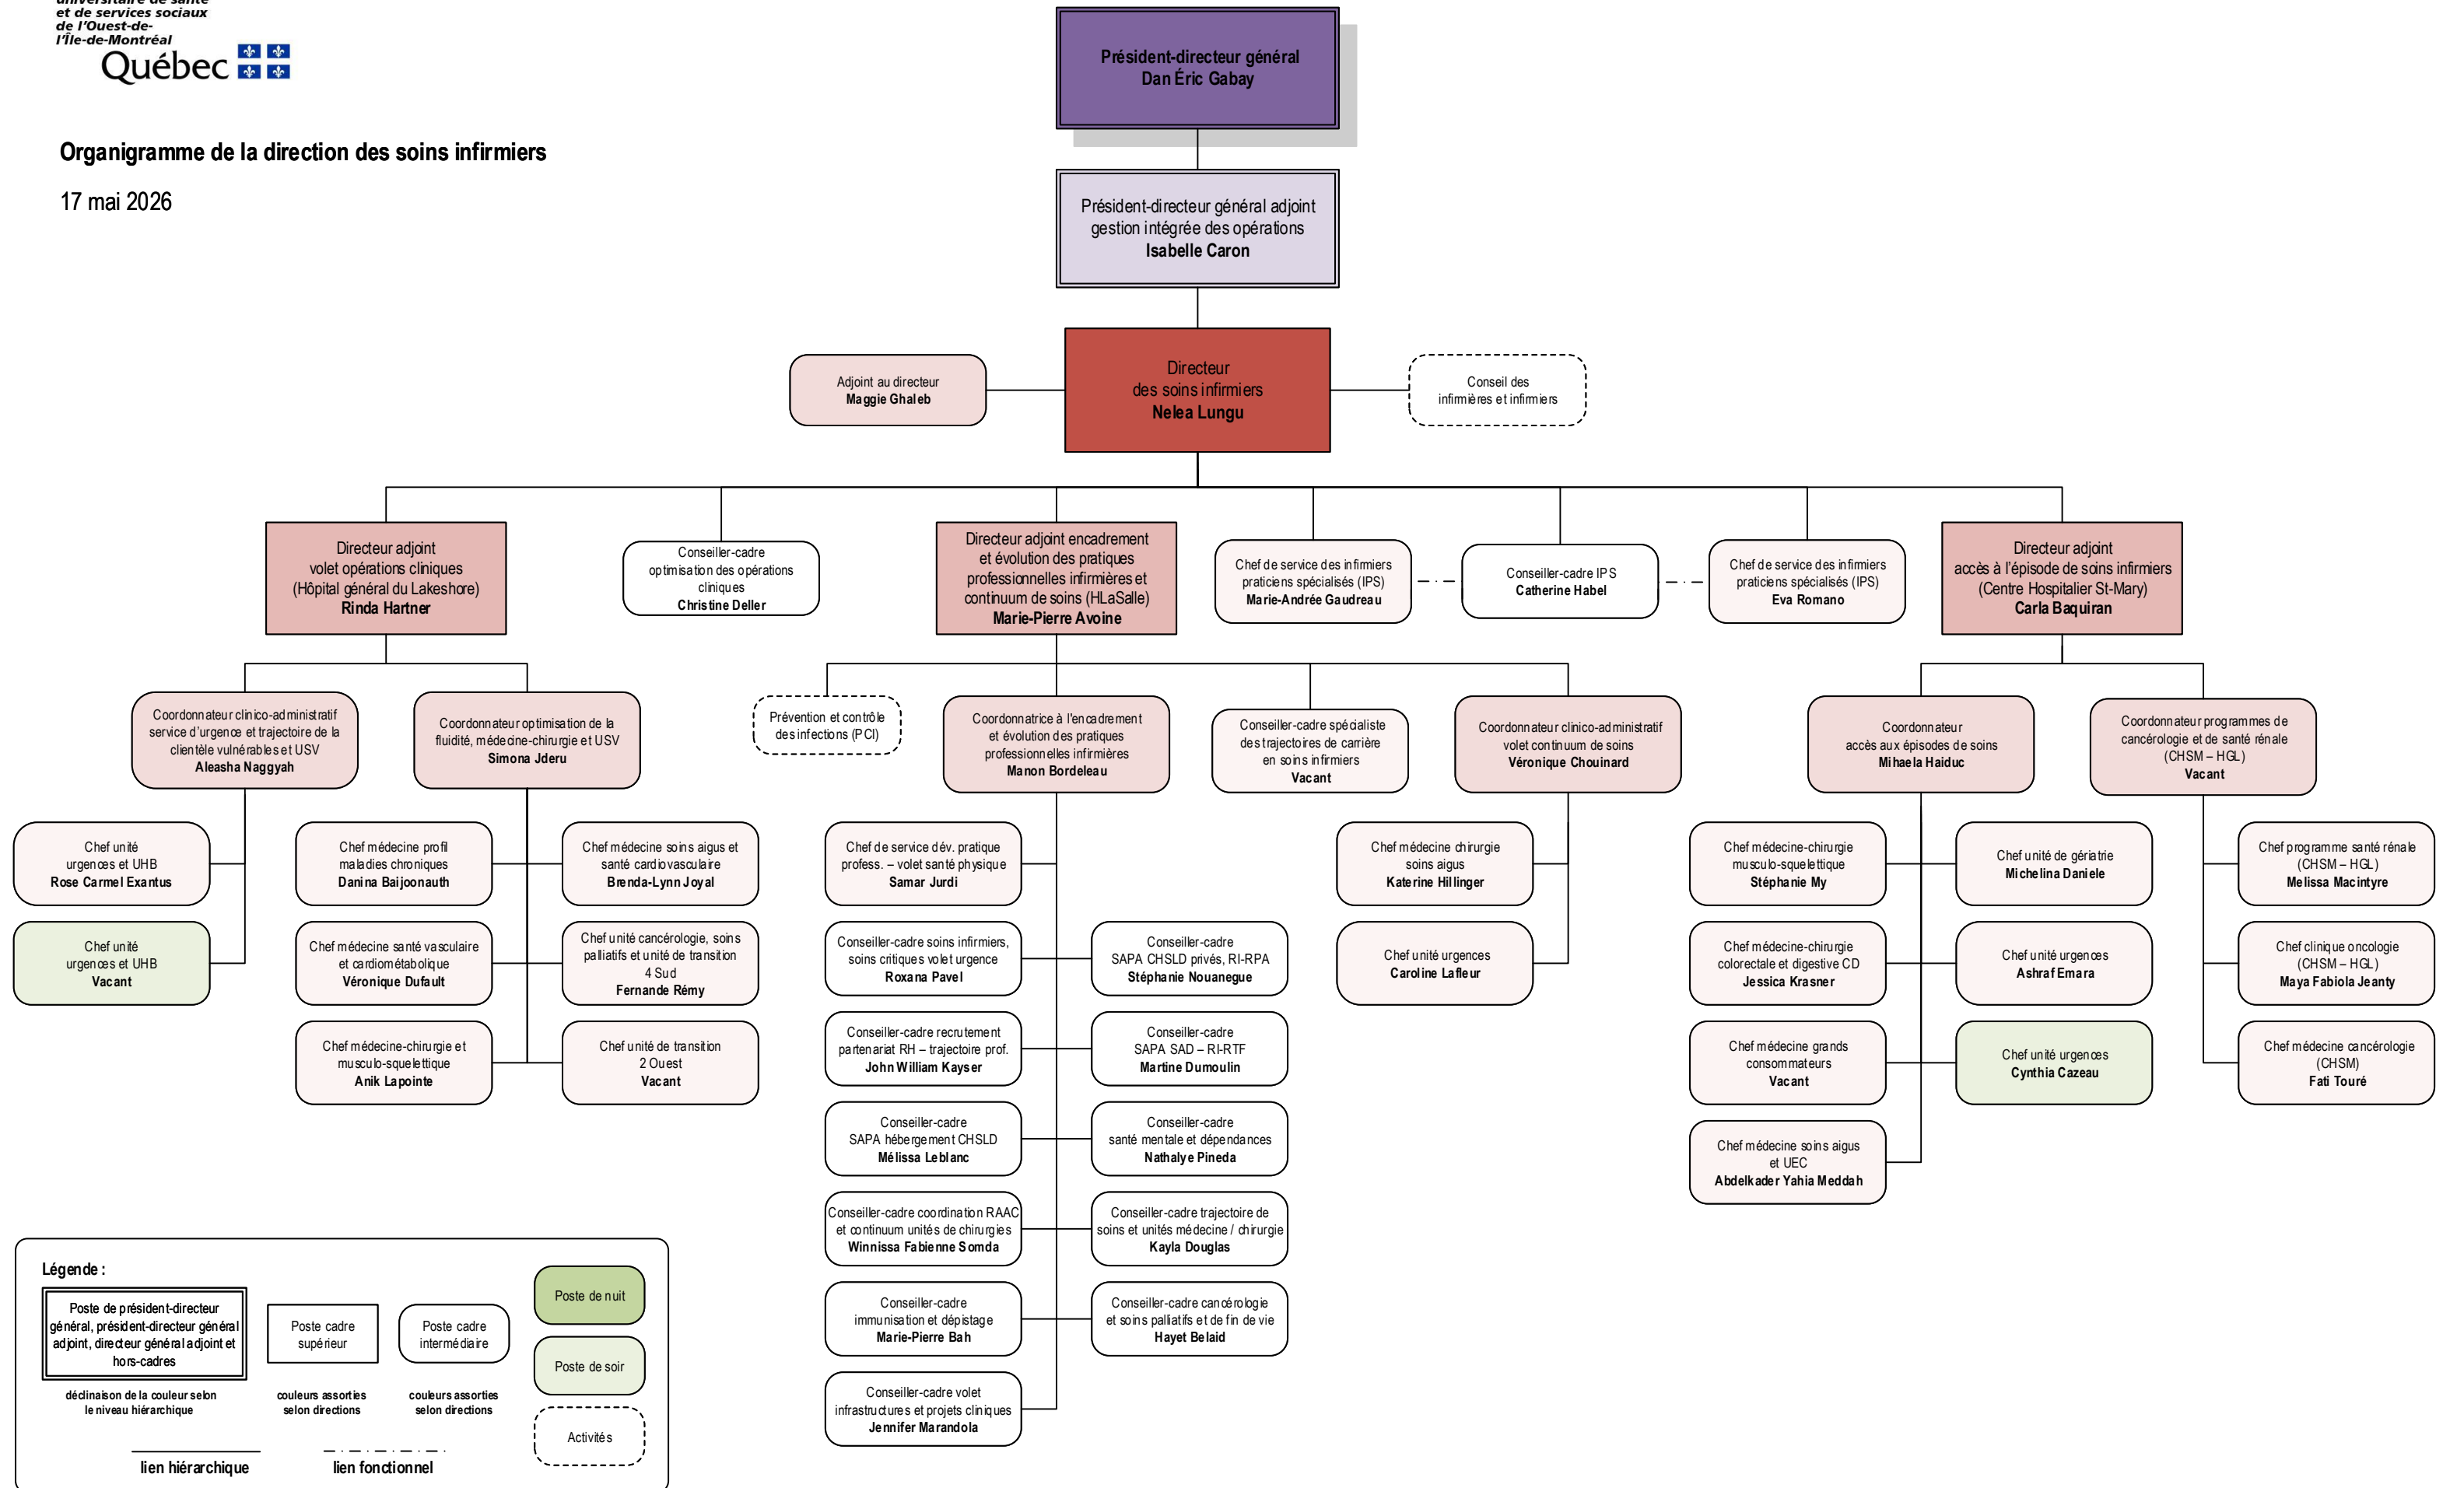 universitaire de santé
et de services sociaux
de l'Ouest-de-
l'Île-de-Montréal
Québec
Organigramme de la direction des soins infirmiers
17 mai 2026
Président-directeur général
Dan Éric Gabay
Président-directeur général adjoint
gestion intégrée des opérations
Isabelle Caron
Adjoint au directeur
Maggie Ghaleb
Directeur
des soins infirmiers
Nelea Lungu
Conseil des
infirmières et infirmiers
Directeur adjoint
volet opérations cliniques
(Hôpital général du Lakeshore)
Rinda Hartner
Conseiller-cadre
optimisation des opérations
cliniques
Christine Deller
Directeur adjoint encadrement
et évolution des pratiques
professionnelles infirmières et
continuum de soins (HLaSalle)
Marie-Pierre Avoine
Chef de service des infirmiers
praticiens spécialisés (IPS)
Marie-Andrée Gaudreau
Conseiller-cadre IPS
Catherine Habel
Chef de service des infirmiers
praticiens spécialisés (IPS)
Eva Romano
Directeur adjoint
accès à l'épisode de soins infirmiers
(Centre Hospitalier St-Mary)
Carla Baquiran
Coordonnateur clinico-administratif
service d'urgence et trajectoire de la
clientèle vulnérables et USV
Aleasha Naggyah
Coordonnateur optimisation de la
fluidité, médecine-chirurgie et USV
Simona Jderu
Prévention et contrôle
des infections (PCI)
Coordonnatrice à l'encadrement
et évolution des pratiques
professionnelles infirmières
Manon Bordeleau
Conseiller-cadre spécialiste
des trajectoires de carrière
en soins infirmiers
Vacant
Coordonnateur clinico-administratif
volet continuum de soins
Véronique Chouinard
Coordonnateur
accès aux épisodes de soins
Mihaela Haiduc
Coordonnateur programmes de
cancérologie et de santé rénale
(CHSM – HGL)
Vacant
Chef unité
urgences et UHB
Rose Carmel Exantus
Chef unité
urgences et UHB
Vacant
Chef médecine profil
maladies chroniques
Danina Baijoonauth
Chef médecine soins aigus et
santé cardiovasculaire
Brenda-Lynn Joyal
Chef médecine santé vasculaire
et cardiométabolique
Véronique Dufault
Chef unité cancérologie, soins
palliatifs et unité de transition
4 Sud
Fernande Rémy
Chef médecine-chirurgie et
musculo-squelettique
Anik Lapointe
Chef unité de transition
2 Ouest
Vacant
Chef de service dév. pratique
profess. – volet santé physique
Samar Jurdi
Conseiller-cadre soins infirmiers,
soins critiques volet urgence
Roxana Pavel
Conseiller-cadre
SAPA CHSLD privés, RI-RPA
Stéphanie Nouanegue
Conseiller-cadre recrutement
partenariat RH – trajectoire prof.
John William Kayser
Conseiller-cadre
SAPA SAD – RI-RTF
Martine Dumoulin
Conseiller-cadre
SAPA hébergement CHSLD
Mélissa Leblanc
Conseiller-cadre
santé mentale et dépendances
Nathalye Pineda
Conseiller-cadre coordination RAAC
et continuum unités de chirurgies
Winnissa Fabienne Somda
Conseiller-cadre trajectoire de
soins et unités médecine / chirurgie
Kayla Douglas
Conseiller-cadre
immunisation et dépistage
Marie-Pierre Bah
Conseiller-cadre cancérologie
et soins palliatifs et de fin de vie
Hayet Belaid
Conseiller-cadre volet
infrastructures et projets cliniques
Jennifer Marandola
Chef médecine chirurgie
soins aigus
Katerine Hillinger
Chef unité urgences
Caroline Lafleur
Chef médecine-chirurgie
musculo-squelettique
Stéphanie My
Chef unité de gériatrie
Michelina Daniele
Chef médecine-chirurgie
colorectale et digestive CD
Jessica Krasner
Chef unité urgences
Ashraf Emara
Chef médecine grands
consommateurs
Vacant
Chef unité urgences
Cynthia Cazeau
Chef médecine soins aigus
et UEC
Abdelkader Yahia Meddah
Chef programme santé rénale
(CHSM – HGL)
Melissa Macintyre
Chef clinique oncologie
(CHSM – HGL)
Maya Fabiola Jeanty
Chef médecine cancérologie
(CHSM)
Fati Touré
Légende :
Poste de président-directeur
général, président-directeur général
adjoint, directeur général adjoint et
hors-cadres
déclinaison de la couleur selon
le niveau hiérarchique
Poste cadre
supérieur
couleurs assorties
selon directions
Poste cadre
intermédiaire
couleurs assorties
selon directions
Poste de nuit
Poste de soir
Activités
lien hiérarchique
lien fonctionnel